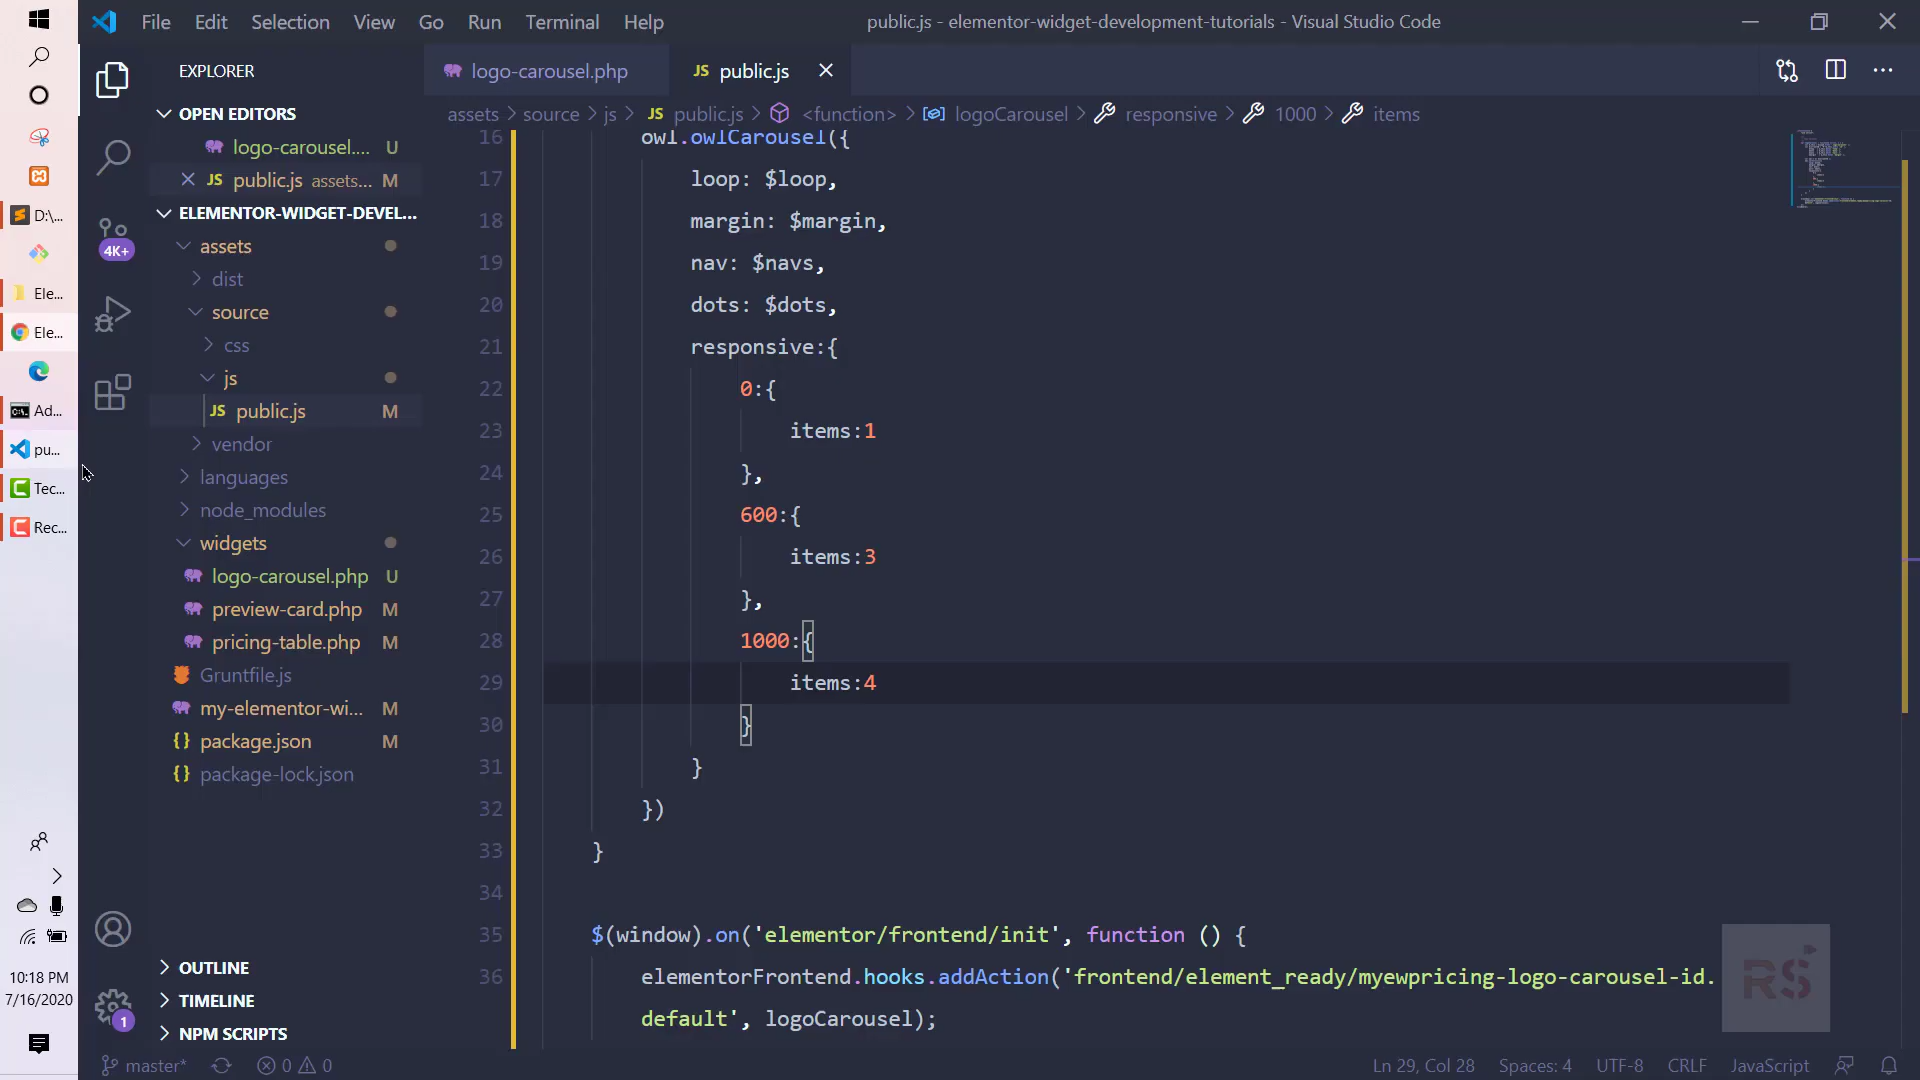 File Edit Selection View Go Run Terminal Help
public.js - elementor-widget-development-tutorials - Visual Studio Code
EXPLORER
logo-carousel.php
JS public.js
OPEN EDITORS
logo-carousel.... U
JS public.js assets... M
ELEMENTOR-WIDGET-DEVEL...
assets
dist
source
css
js
JS public.js M
vendor
languages
node_modules
widgets
logo-carousel.php U
preview-card.php M
pricing-table.php M
Gruntfile.js
my-elementor-wi... M
{} package.json M
{} package-lock.json
OUTLINE
TIMELINE
NPM SCRIPTS
4K+
1
D:\...
Ele...
Ele...
Ad...
pu...
Tec...
Rec...
10:18 PM
7/16/2020
assets > source > js > JS public.js > <function> > logoCarousel > responsive > 1000 > items
16 owl.owlCarousel({
17 loop: $loop,
18 margin: $margin,
19 nav: $navs,
20 dots: $dots,
21 responsive:{
22 0:{
23 items:1
24 },
25 600:{
26 items:3
27 },
28 1000:{
29 items:4
30 }
31 }
32 })
33 }
34
35 $(window).on('elementor/frontend/init', function () {
36 elementorFrontend.hooks.addAction('frontend/element_ready/myewpricing-logo-carousel-id.
default', logoCarousel);
RS
master* 0 0
Ln 29, Col 28 Spaces: 4 UTF-8 CRLF JavaScript